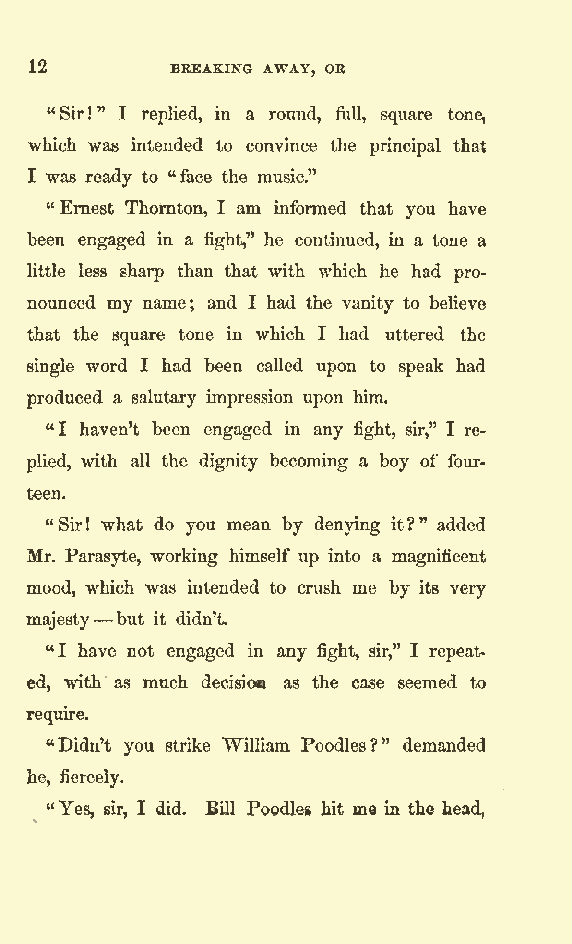 12 BREAKING AWAY, OR
"Sir!" I replied, in a round, full, square tone,
which was intended to convince the principal that
I was ready to "face the music."
"Ernest Thornton, I am informed that you have
been engaged in a fight," he continued, in a tone a
little less sharp than that with which he had pro-
nounced my name; and I had the vanity to believe
that the square tone in which I had uttered the
single word I had been called upon to speak had
produced a salutary impression upon him.
"I haven't been engaged in any fight, sir," I re-
plied, with all the dignity becoming a boy of four-
teen.
"Sir! what do you mean by denying it?" added
Mr. Parasyte, working himself up into a magnificent
mood, which was intended to crush me by its very
majesty—but it didn't.
"I have not engaged in any fight, sir," I repeat-
ed, with as much decision as the case seemed to
require.
"Didn't you strike William Poodles?" demanded
he, fiercely.
"Yes, sir, I did. Bill Poodles hit me in the head,